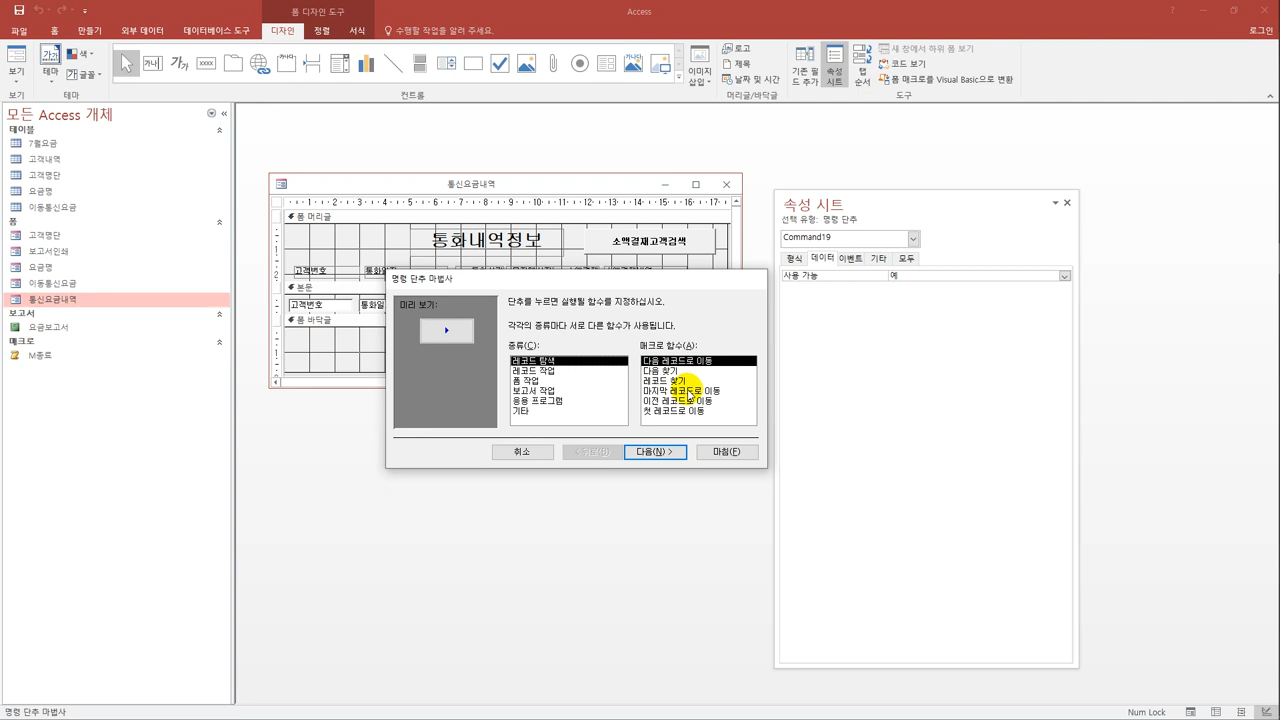 폼 디자인 도구
Access
파일 홈 만들기 외부 데이터 데이터베이스 도구 디자인 정렬 서식 수행할 작업을 알려 주세요.
로그인
보기
테마
색
글꼴
이미지 삽입
로고
제목
날짜 및 시간
기존 필드 추가
속성 시트
탭 순서
새 창에서 하위 폼 보기
코드 보기
폼 매크로를 Visual Basic으로 변환
보기 테마 컨트롤 머리글/바닥글 도구
모든 Access 개체
테이블
7월요금
고객내역
고객명단
요금명
이동통신요금
폼
고객명단
보고서인쇄
요금명
이동통신요금
통신요금내역
보고서
요금보고서
매크로
M종료
통신요금내역
폼 머리글
통화내역정보
소액결재고객검색
고객번호
본문
고객번호 통화일
폼 바닥글
명령 단추 마법사
미리 보기:
단추를 누르면 실행될 함수를 지정하십시오.
각각의 종류마다 서로 다른 함수가 사용됩니다.
종류(C): 매크로 함수(A):
레코드 탐색
레코드 작업
폼 작업
보고서 작업
응용 프로그램
기타
다음 레코드로 이동
다음 찾기
레코드 찾기
마지막 레코드로 이동
이전 레코드로 이동
첫 레코드로 이동
취소 < 뒤로(B) 다음(N) > 마침(F)
속성 시트
선택 유형: 명령 단추
Command19
형식 데이터 이벤트 기타 모두
사용 가능 예
명령 단추 마법사
Num Lock